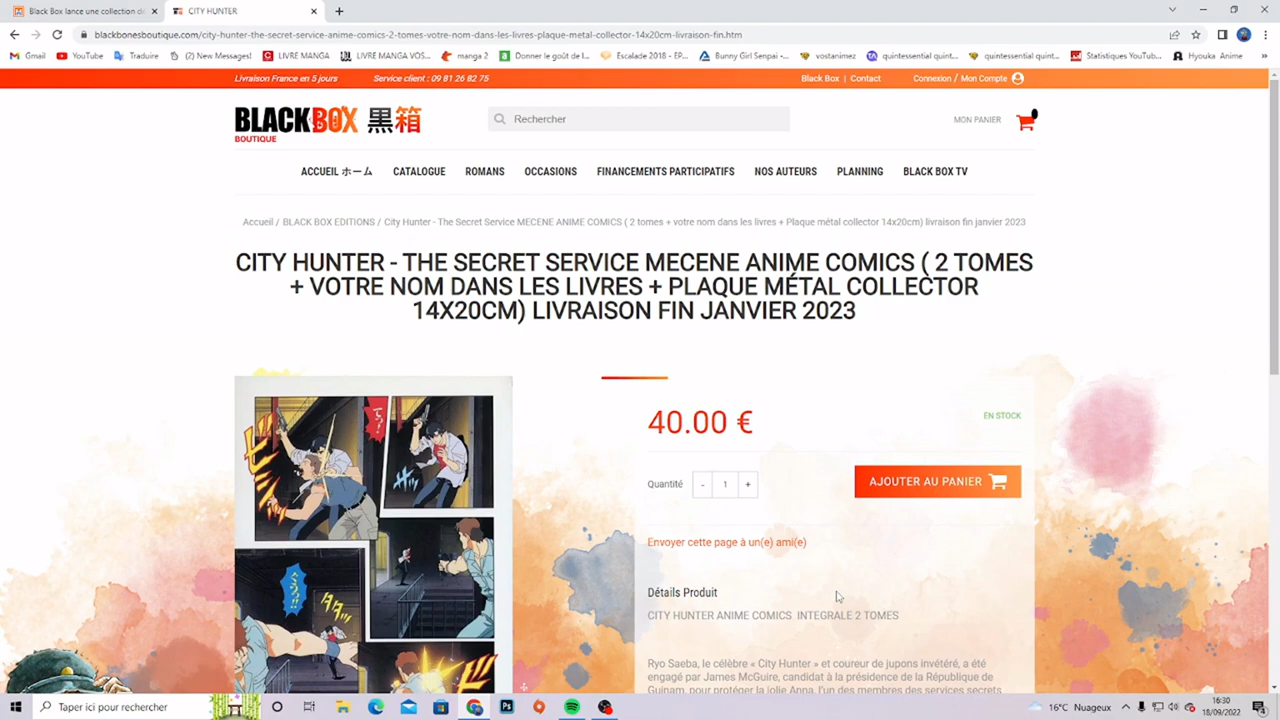 Black Box lance une collection de
CITY HUNTER
blackbonesboutique.com/city-hunter-the-secret-service-anime-comics-2-tomes-votre-nom-dans-les-livres-plaque-metal-collector-14x20cm-livraison-fin.htm
Gmail YouTube Traduire (2) New Messages! LIVRE MANGA LIVRE MANGA VOS... manga 2 Donner le goût de l... Escalade 2018 - EP... Bunny Girl Senpai -... vostanimez quintessential quint... quintessential quint... Statistiques YouTub... Hyouka Anime »
Livraison France en 5 jours Service client : 09 81 26 82 75 Black Box | Contact Connexion / Mon Compte
BLACKBOX 黒箱
BOUTIQUE
Rechercher
MON PANIER
ACCUEIL ホーム CATALOGUE ROMANS OCCASIONS FINANCEMENTS PARTICIPATIFS NOS AUTEURS PLANNING BLACK BOX TV
Accueil / BLACK BOX EDITIONS / City Hunter - The Secret Service MECENE ANIME COMICS ( 2 tomes + votre nom dans les livres + Plaque métal collector 14x20cm) livraison fin janvier 2023
CITY HUNTER - THE SECRET SERVICE MECENE ANIME COMICS ( 2 TOMES
+ VOTRE NOM DANS LES LIVRES + PLAQUE MÉTAL COLLECTOR
14X20CM) LIVRAISON FIN JANVIER 2023
40.00 €
EN STOCK
Quantité - 1 +
AJOUTER AU PANIER
Envoyer cette page à un(e) ami(e)
Détails Produit
CITY HUNTER ANIME COMICS INTEGRALE 2 TOMES
Ryo Saeba, le célèbre « City Hunter » et coureur de jupons invétéré, a été
engagé par James McGuire, candidat à la présidence de la République de
Guinam, pour protéger la jolie Anna, l'un des membres des services secrets
Taper ici pour rechercher
16°C Nuageux
16:30
18/09/2022